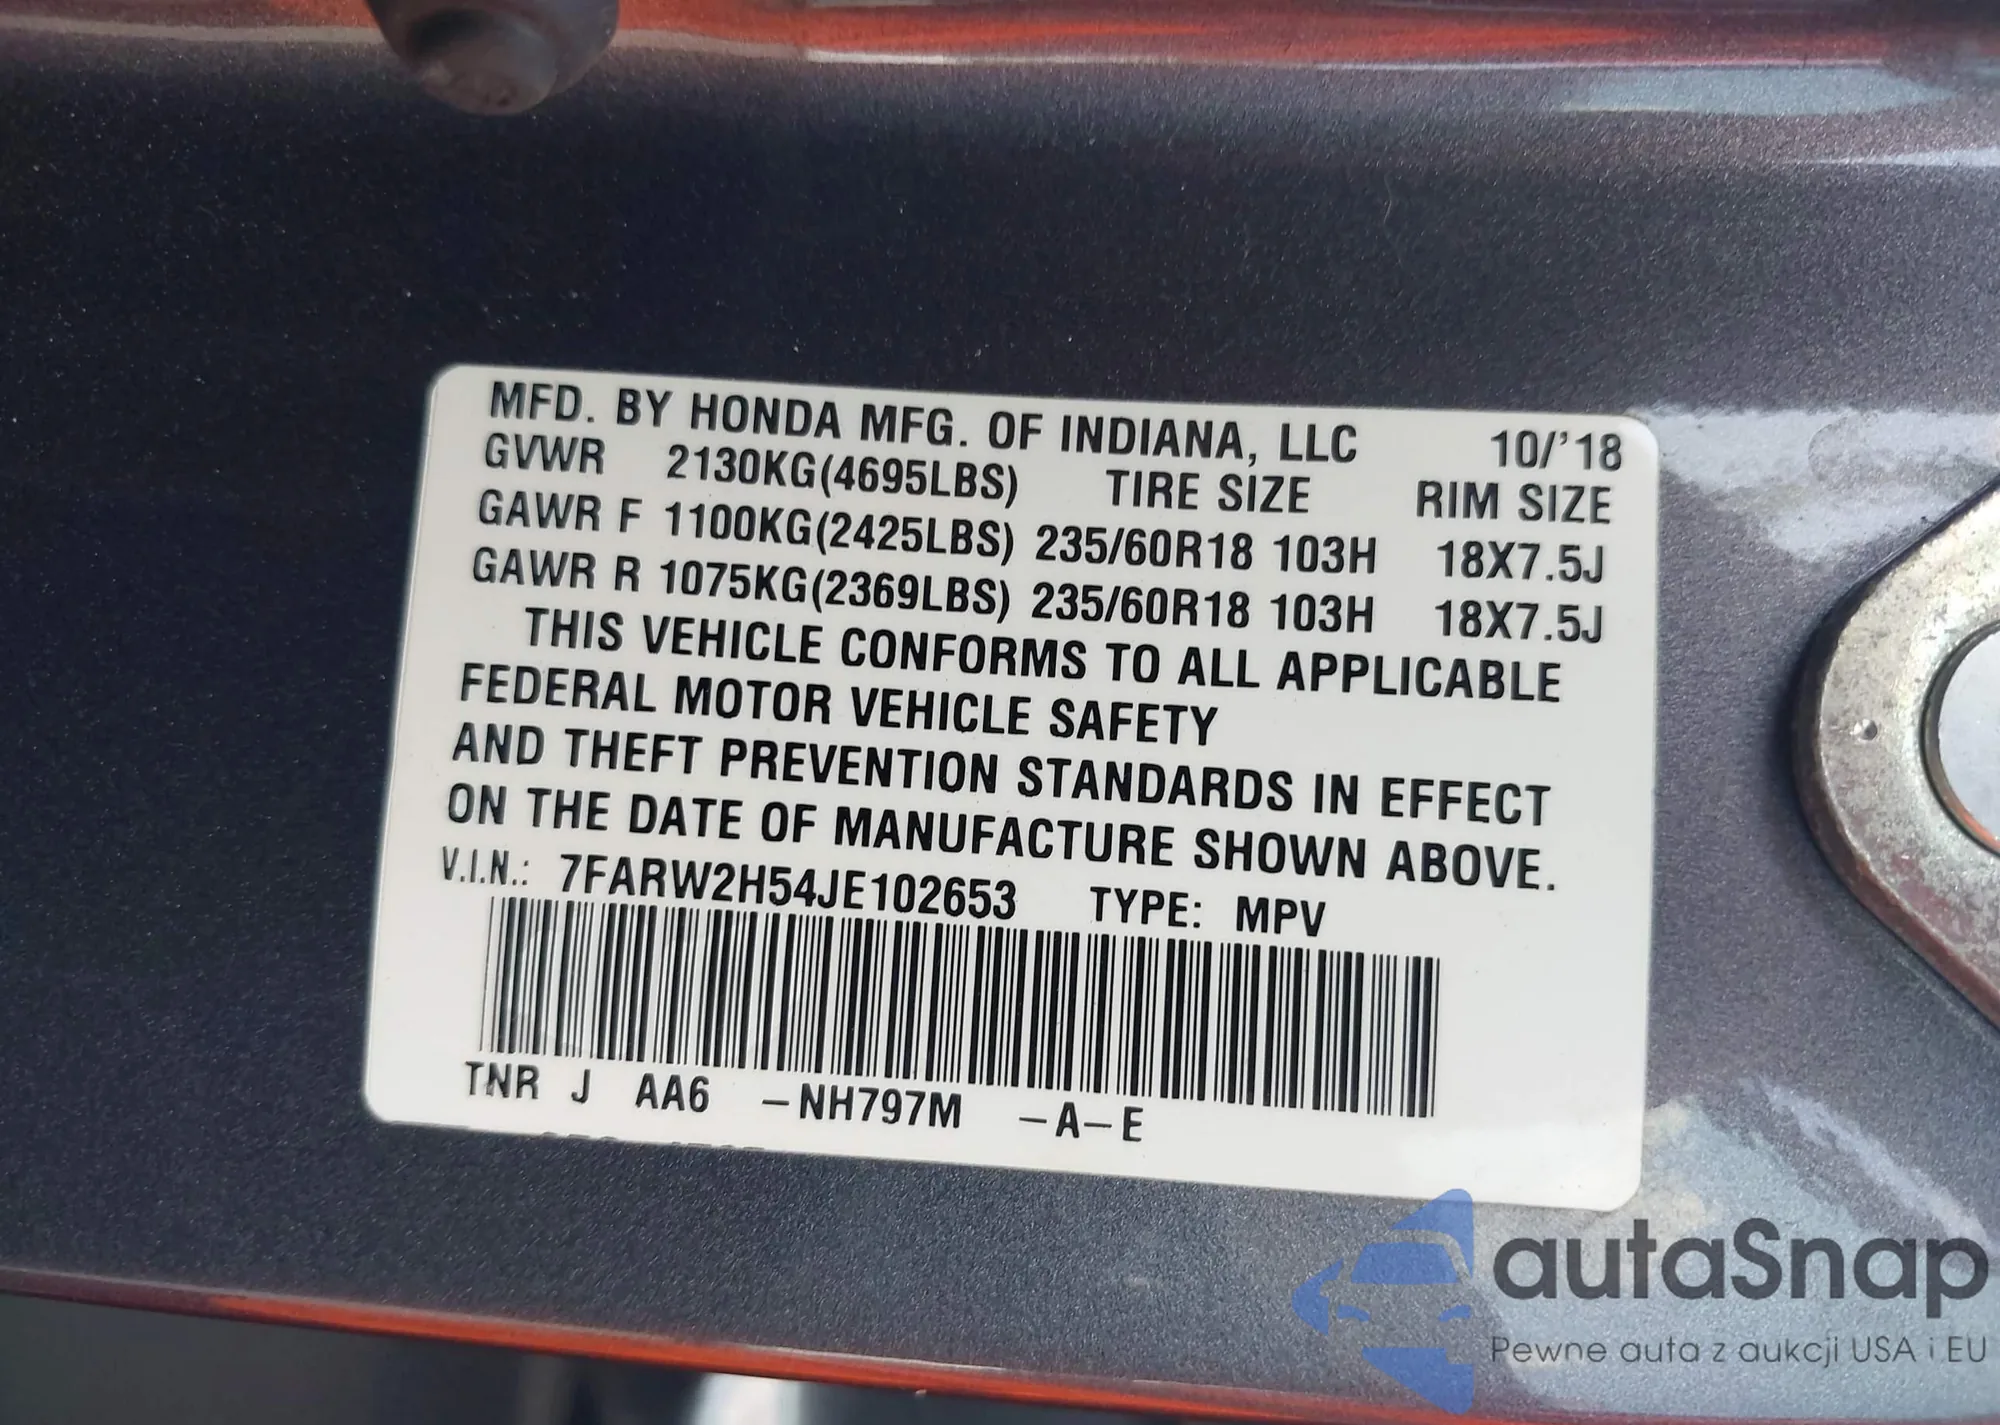 MFD. BY HONDA MFG. OF INDIANA, LLC 10/'18
GVWR 2130KG(4695LBS) TIRE SIZE RIM SIZE
GAWR F 1100KG(2425LBS) 235/60R18 103H 18X7.5J
GAWR R 1075KG(2369LBS) 235/60R18 103H 18X7.5J
THIS VEHICLE CONFORMS TO ALL APPLICABLE
FEDERAL MOTOR VEHICLE SAFETY
AND THEFT PREVENTION STANDARDS IN EFFECT
ON THE DATE OF MANUFACTURE SHOWN ABOVE.
V.I.N.: 7FARW2H54JE102653 TYPE: MPV
TNR J AA6 –NH797M –A–E
autaSnap
Pewne auta z aukcji USA i EU